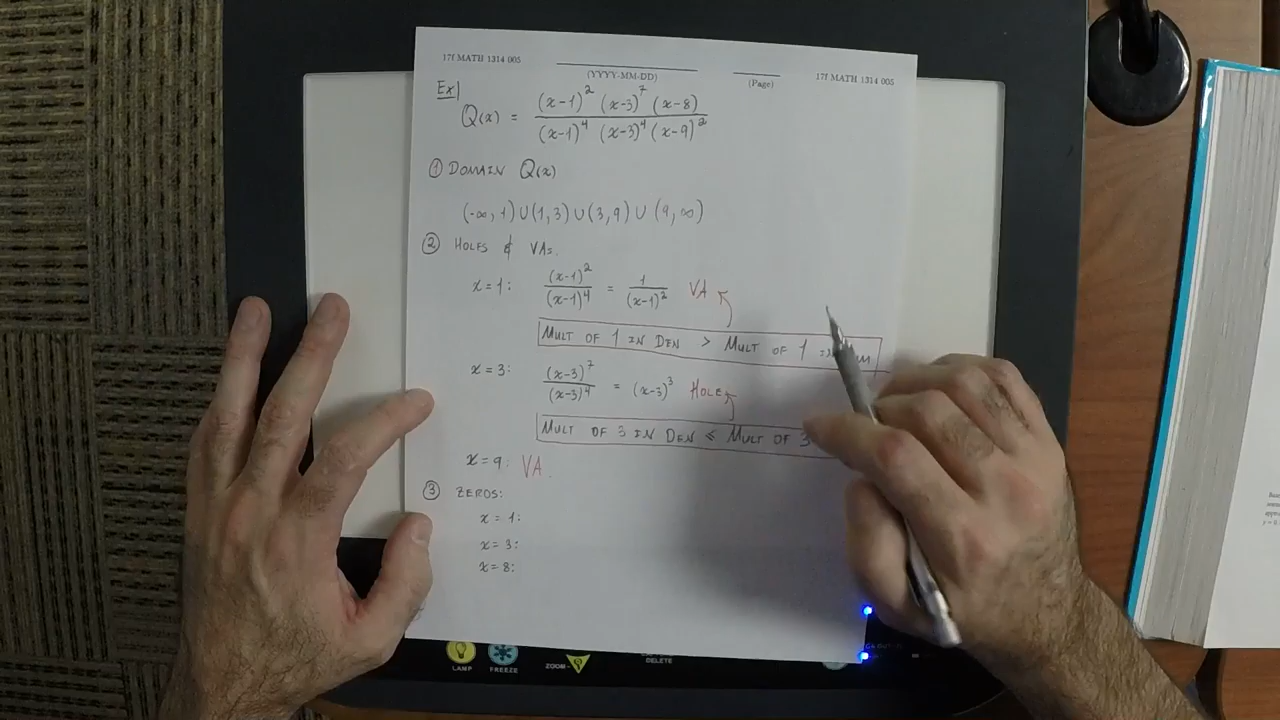 17f MATH 1314 005
(YYYY-MM-DD)
(Page)
17f MATH 1314 005
Ex|
Q(x) = (x-1)² (x-3)⁷ (x-8) / (x-1)⁴ (x-3)⁴ (x-9)²
① DOMAIN Q(x)
(-∞, 1) ∪ (1, 3) ∪ (3, 9) ∪ (9, ∞)
② HOLES & VAs.
x = 1: (x-1)² / (x-1)⁴ = 1 / (x-1)² VA
MULT OF 1 IN DEN > MULT OF 1 IN
x = 3: (x-3)⁷ / (x-3)⁴ = (x-3)³ HOLE
MULT OF 3 IN DEN ≤ MULT OF 3
x = 9: VA.
③ ZEROS:
x = 1:
x = 3:
x = 8:
LAMP
FREEZE
ZOOM
DELETE